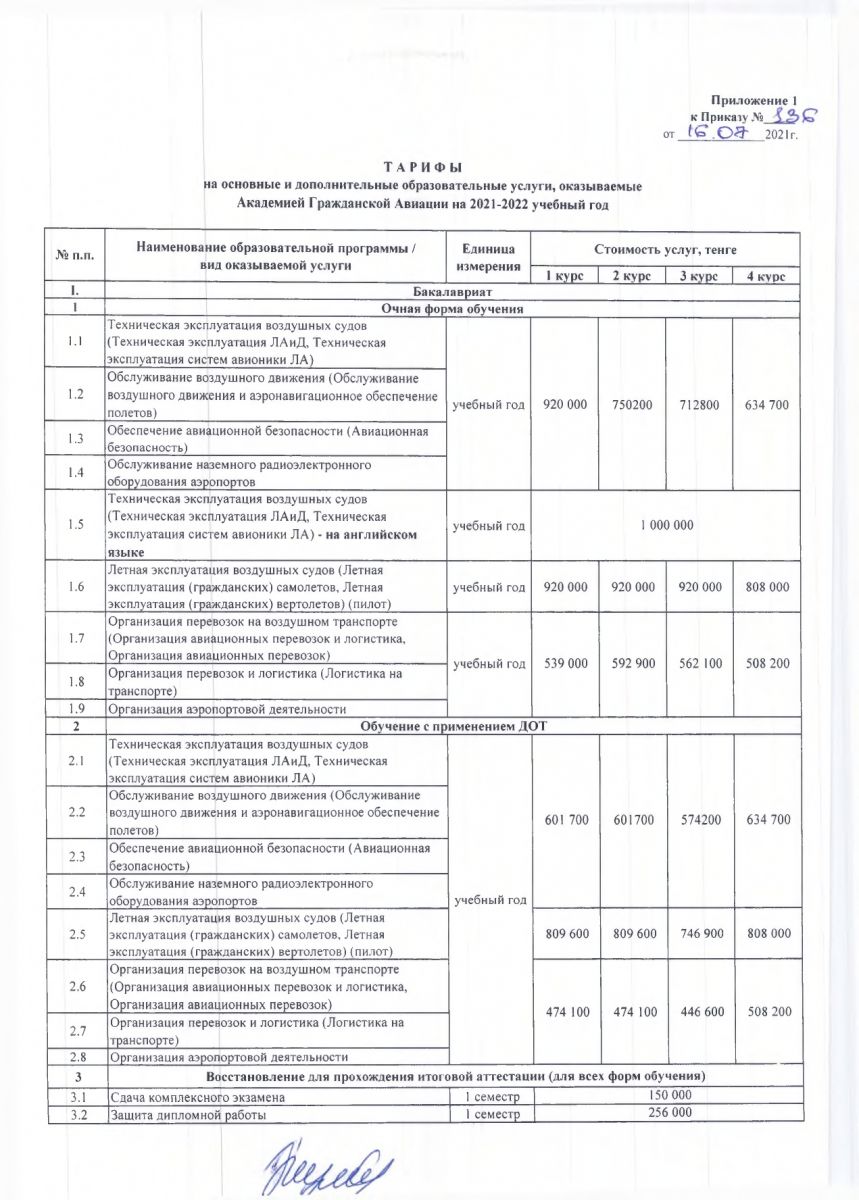 Приложение 1
к Приказу № 136
от 16.07 2021г.
Т А Р И Ф Ы
на основные и дополнительные образовательные услуги, оказываемые
Академией Гражданской Авиации на 2021-2022 учебный год
№ п.п.
Наименование образовательной программы /
вид оказываемой услуги
Единица
измерения
Стоимость услуг, тенге
1 курс 2 курс 3 курс 4 курс
I. Бакалавриат
1 Очная форма обучения
1.1
Техническая эксплуатация воздушных судов
(Техническая эксплуатация ЛАиД, Техническая
эксплуатация систем авионики ЛА)
1.2
Обслуживание воздушного движения (Обслуживание
воздушного движения и аэронавигационное обеспечение
полетов)
учебный год 920 000 750200 712800 634 700
1.3
Обеспечение авиационной безопасности (Авиационная
безопасность)
1.4
Обслуживание наземного радиоэлектронного
оборудования аэропортов
1.5
Техническая эксплуатация воздушных судов
(Техническая эксплуатация ЛАиД, Техническая
эксплуатация систем авионики ЛА) - на английском
языке
учебный год 1 000 000
1.6
Летная эксплуатация воздушных судов (Летная
эксплуатация (гражданских) самолетов, Летная
эксплуатация (гражданских) вертолетов) (пилот)
учебный год 920 000 920 000 920 000 808 000
1.7
Организация перевозок на воздушном транспорте
(Организация авиационных перевозок и логистика,
Организация авиационных перевозок)
учебный год 539 000 592 900 562 100 508 200
1.8
Организация перевозок и логистика (Логистика на
транспорте)
1.9 Организация аэропортовой деятельности
2 Обучение с применением ДОТ
2.1
Техническая эксплуатация воздушных судов
(Техническая эксплуатация ЛАиД, Техническая
эксплуатация систем авионики ЛА)
2.2
Обслуживание воздушного движения (Обслуживание
воздушного движения и аэронавигационное обеспечение
полетов)
601 700 601700 574200 634 700
2.3
Обеспечение авиационной безопасности (Авиационная
безопасность)
2.4
Обслуживание наземного радиоэлектронного
оборудования аэропортов
учебный год
2.5
Летная эксплуатация воздушных судов (Летная
эксплуатация (гражданских) самолетов, Летная
эксплуатация (гражданских) вертолетов) (пилот)
809 600 809 600 746 900 808 000
2.6
Организация перевозок на воздушном транспорте
(Организация авиационных перевозок и логистика,
Организация авиационных перевозок)
474 100 474 100 446 600 508 200
2.7
Организация перевозок и логистика (Логистика на
транспорте)
2.8 Организация аэропортовой деятельности
3 Восстановление для прохождения итоговой аттестации (для всех форм обучения)
3.1 Сдача комплексного экзамена 1 семестр 150 000
3.2 Защита дипломной работы 1 семестр 256 000